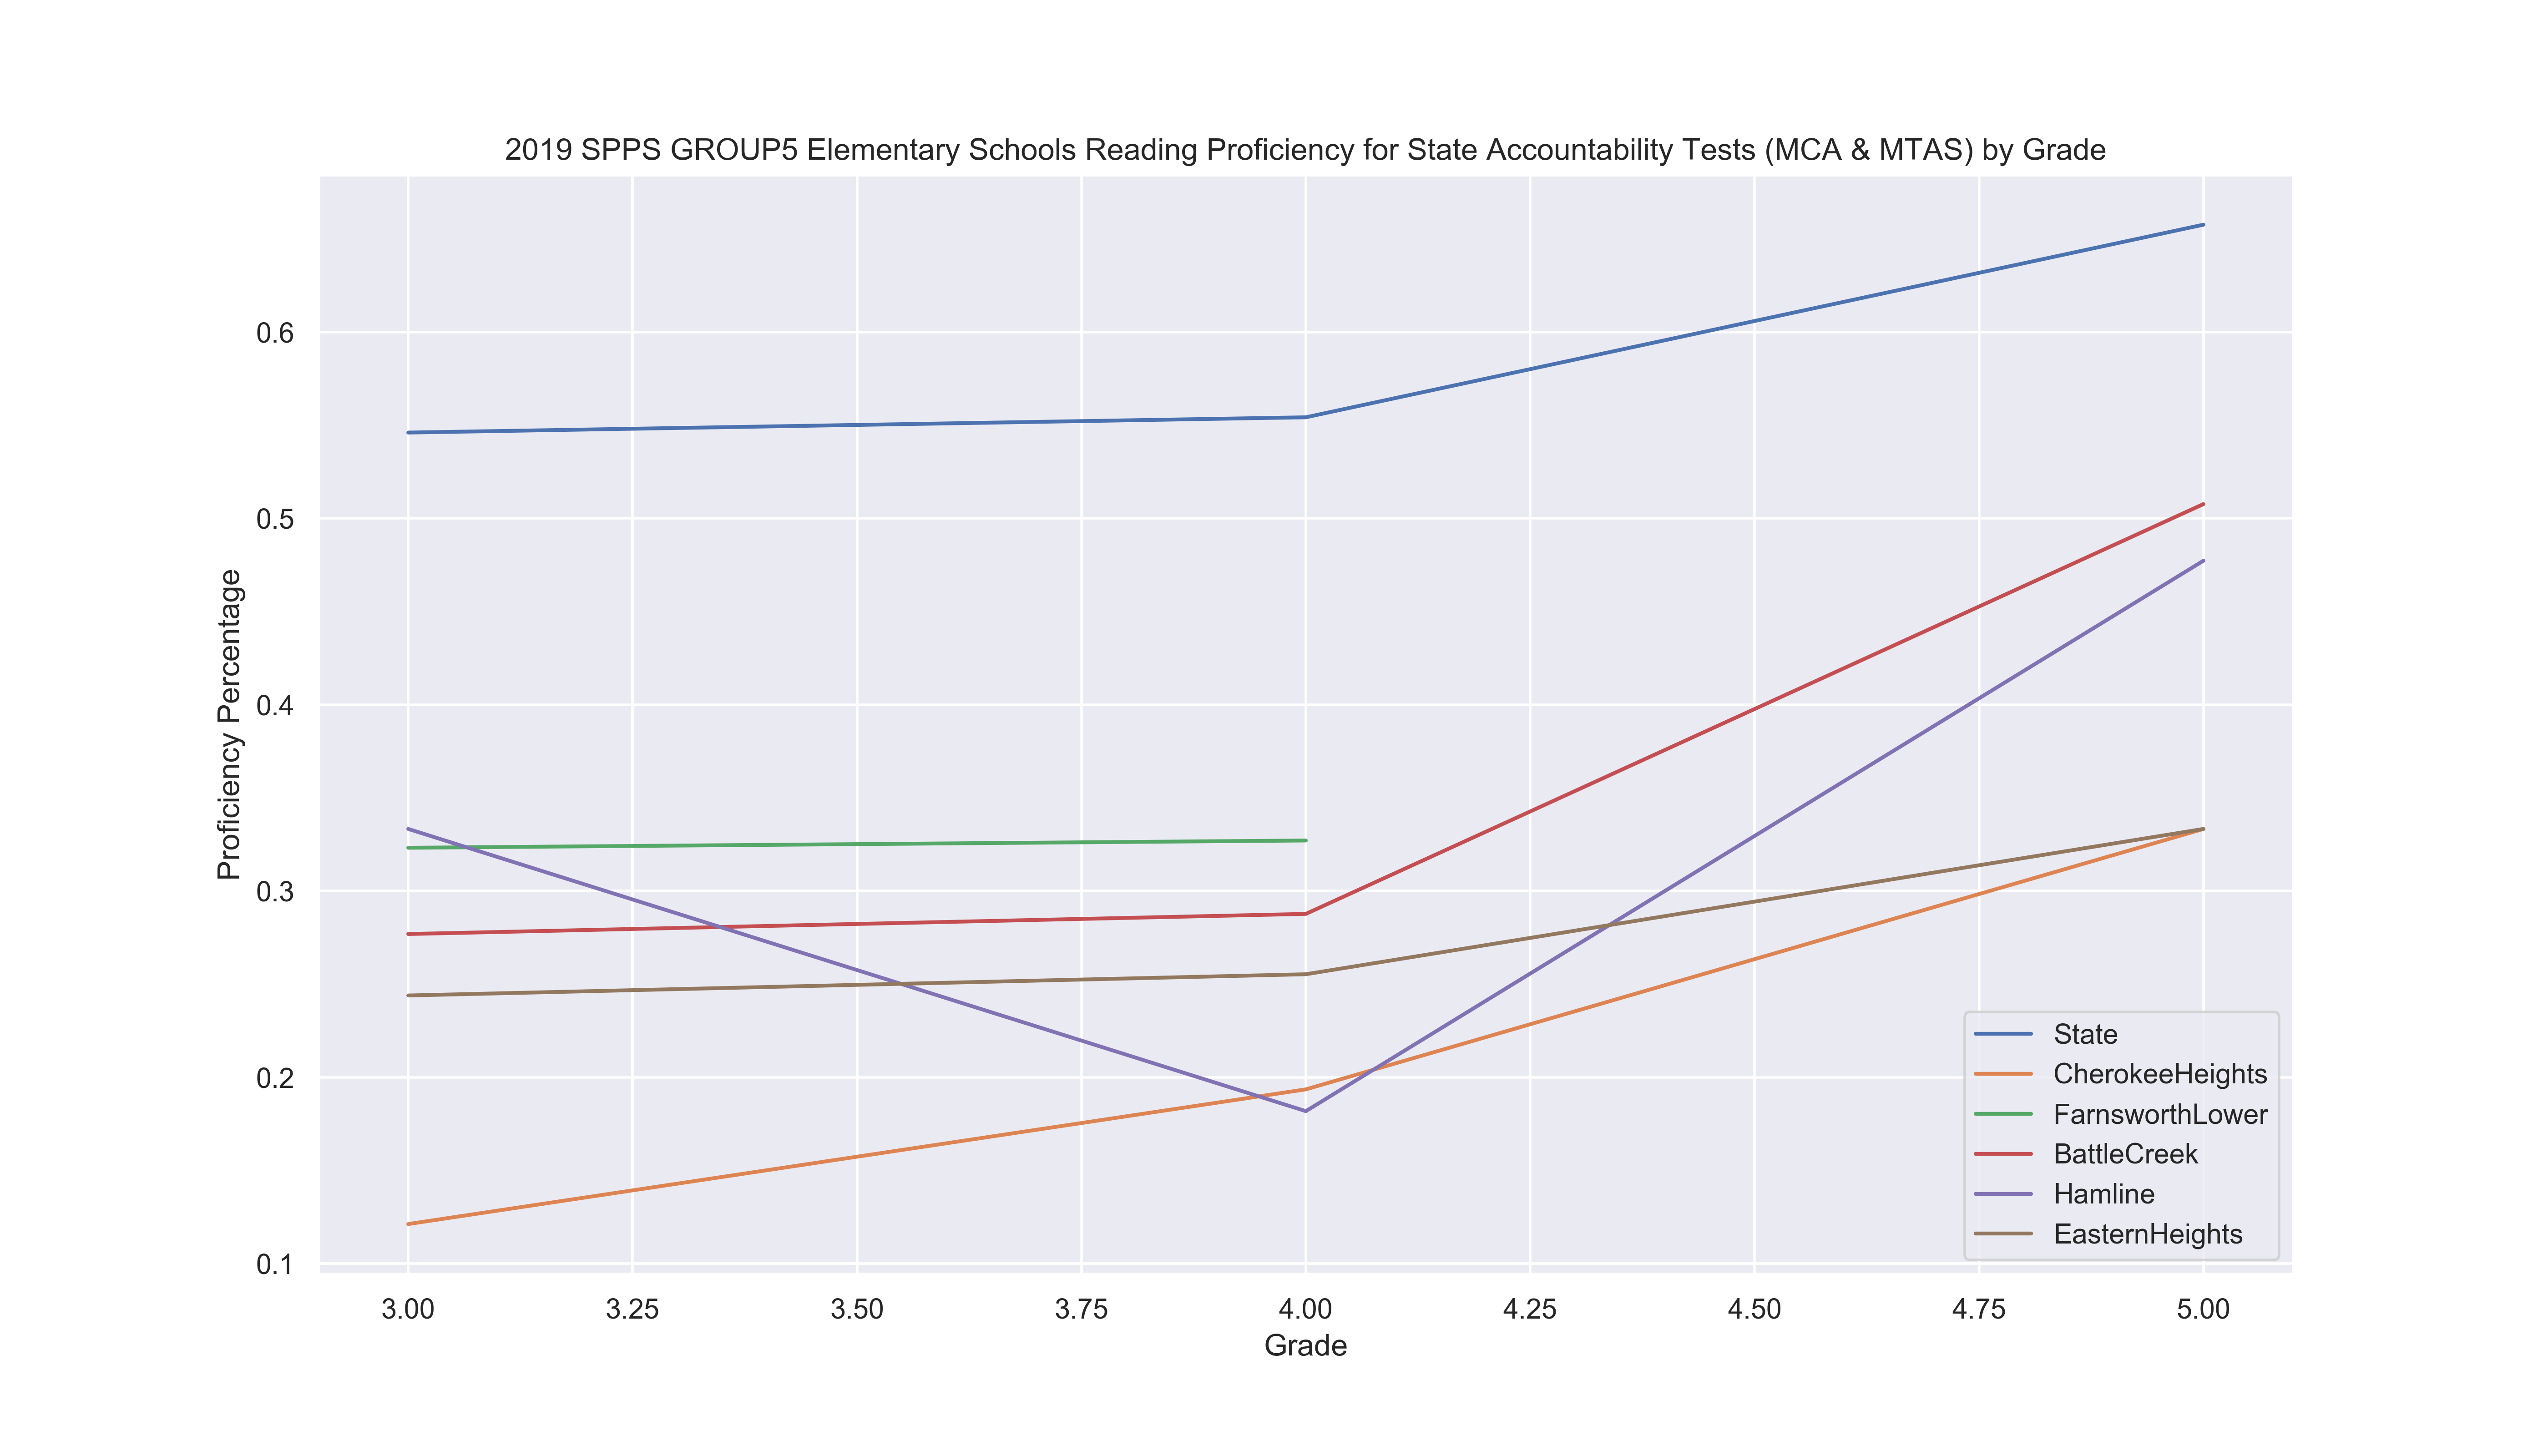 2019 SPPS GROUP5 Elementary Schools Reading Proficiency for State Accountability Tests (MCA & MTAS) by Grade
Proficiency Percentage
0.6
0.5
0.4
0.3
0.2
0.1
3.00 3.25 3.50 3.75 4.00 4.25 4.50 4.75 5.00
Grade
State
CherokeeHeights
FarnsworthLower
BattleCreek
Hamline
EasternHeights